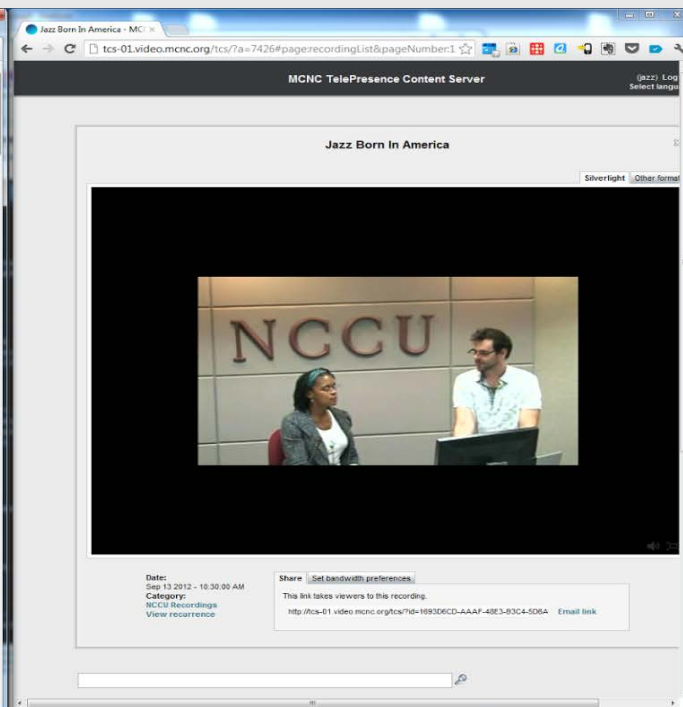 Jazz Born In America - MC
tcs-01.video.mcnc.org/tcs/?a=7426#page:recordingList&pageNumber:1
MCNC TelePresence Content Server
(jazz) Log
Select langu
Jazz Born In America
Silverlight Other format
NCCU
Date:
Sep 13 2012 - 10:30:00 AM
Category:
NCCU Recordings
View recurrence
Share Set bandwidth preferences
This link takes viewers to this recording.
http://tcs-01.video.mcnc.org/tcs/?id=1693D6CD-AAAF-48E3-B3C4-5D6A Email link